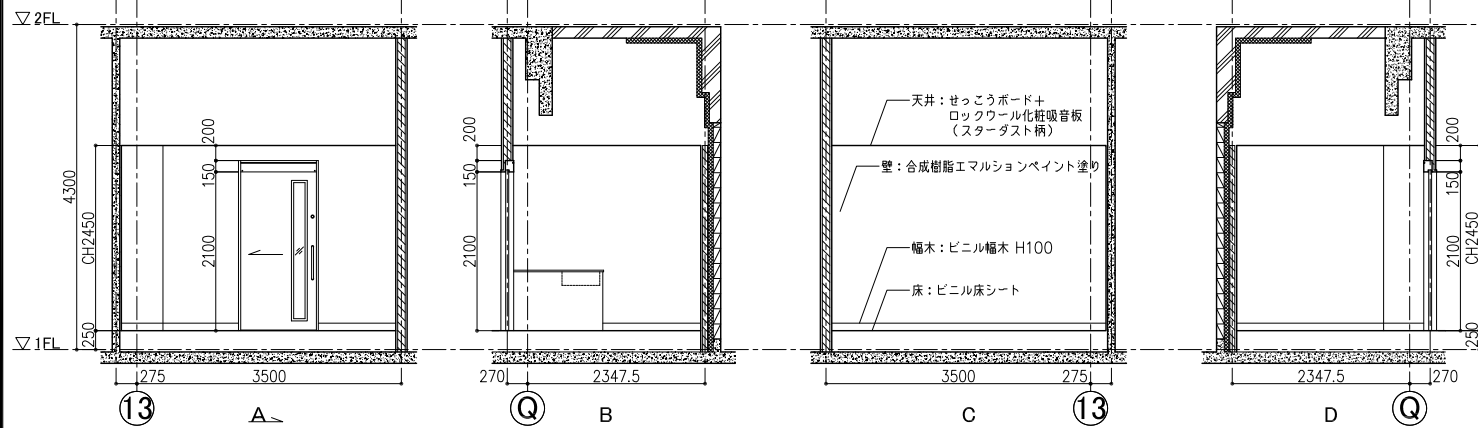 ▽2FL
4300
CH2450
250
▽1FL
200
150
2100
275
3500
13
A
200
150
2100
270
2347.5
Q
B
天井：せっこうボード＋
ロックウール化粧吸音板
（スターダスト柄）
壁：合成樹脂エマルションペイント塗り
幅木：ビニル幅木 H100
床：ビニル床シート
3500
275
13
C
200
150
2100
CH2450
250
2347.5
270
Q
D